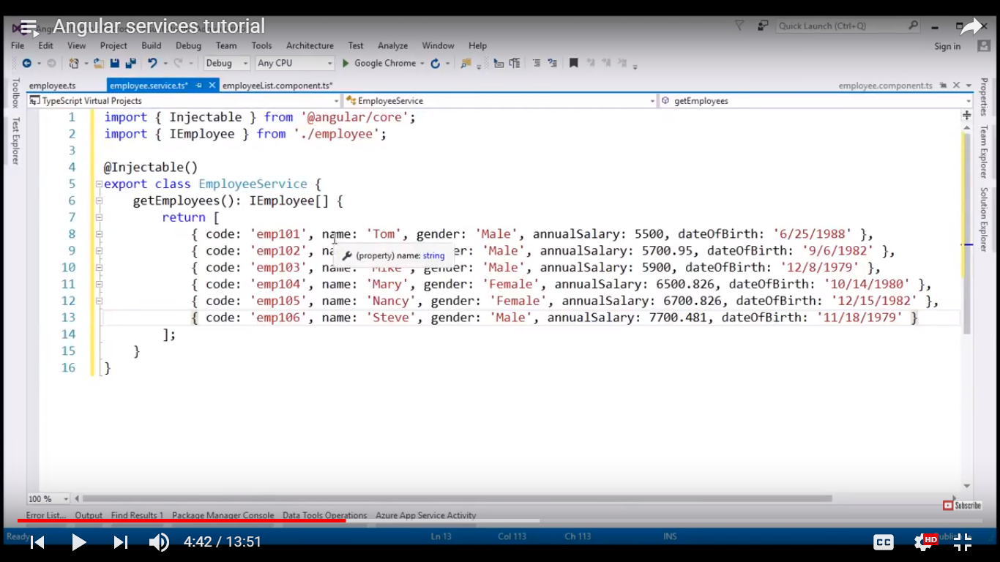 Angular services tutorial
Quick Launch (Ctrl+Q)
File Edit View Project Build Debug Team Tools Architecture Test Analyze Window Help
Sign in
Debug Any CPU Google Chrome
employee.ts employee.service.ts* employeeList.component.ts* employee.component.ts
TypeScript Virtual Projects EmployeeService getEmployees
Toolbox
Test Explorer
Properties
Team Explorer
Solution Explorer
1 import { Injectable } from '@angular/core';
2 import { IEmployee } from './employee';
3
4 @Injectable()
5 export class EmployeeService {
6 getEmployees(): IEmployee[] {
7 return [
8 { code: 'emp101', name: 'Tom', gender: 'Male', annualSalary: 5500, dateOfBirth: '6/25/1988' },
(property) name: string
9 { code: 'emp102', 'Male', annualSalary: 5700.95, dateOfBirth: '9/6/1982' },
10 { code: 'emp103', 'Mike', 'Male', annualSalary: 5900, dateOfBirth: '12/8/1979' },
11 { code: 'emp104', name: 'Mary', gender: 'Female', annualSalary: 6500.826, dateOfBirth: '10/14/1980' },
12 { code: 'emp105', name: 'Nancy', gender: 'Female', annualSalary: 6700.826, dateOfBirth: '12/15/1982' },
13 { code: 'emp106', name: 'Steve', gender: 'Male', annualSalary: 7700.481, dateOfBirth: '11/18/1979' }
14 ];
15 }
16 }
100 %
Subscribe
Error List... Output Find Results 1 Package Manager Console Data Tools Operations Azure App Service Activity
Ready Ln 13 Col 113 Ch 113 INS
4:42 / 13:51 CC HD